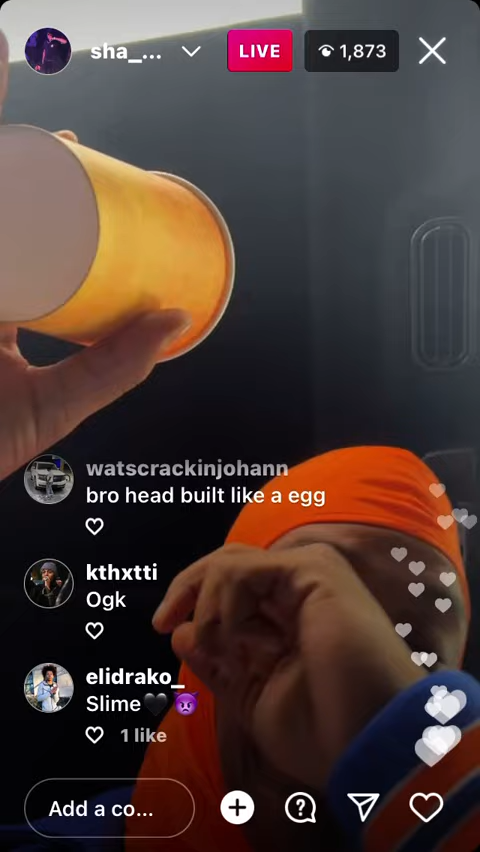 sha_...
LIVE
1,873
watscrackinjohann
bro head built like a egg
kthxtti
Ogk
elidrako_
Slime🖤😈
1 like
Add a co...